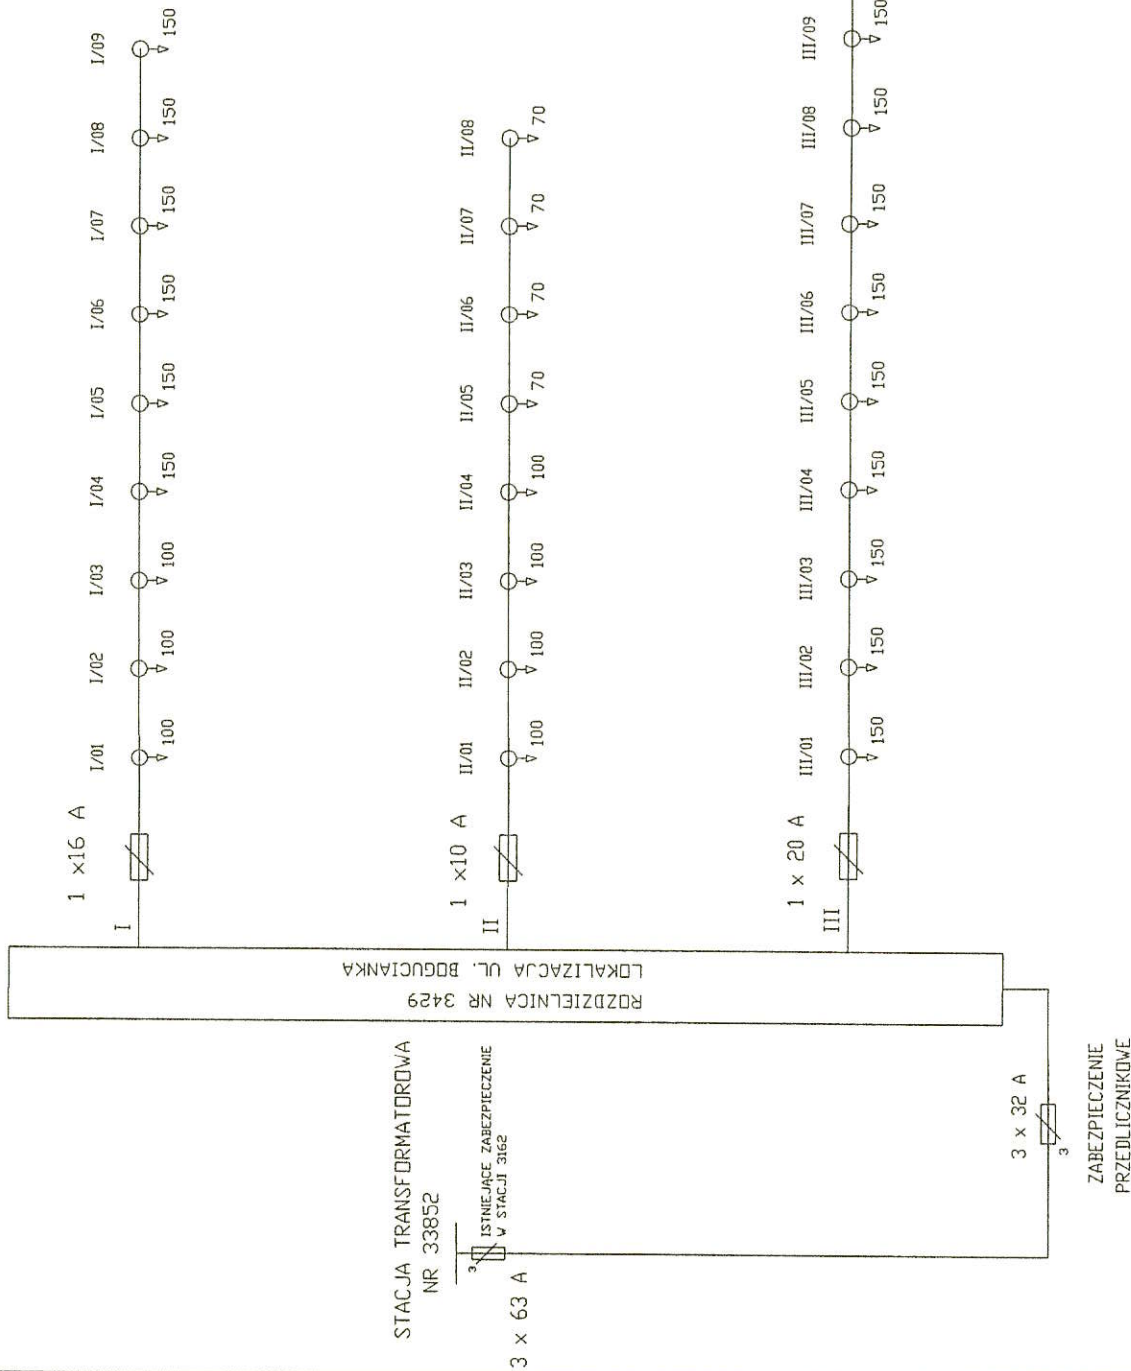 STACJA TRANSFORMATOROWA
NR 33852
3 x 63 A
3
ISTNIEJĄCE ZABEZPIECZENIE
W STACJI 3162
3 x 32 A
3
ZABEZPIECZENIE
PRZEDLICZNIKOWE
ROZDZIELNICA NR 3429
LOKALIZACJA UL. BOGUCIANKA
I
1 x16 A
I/01
100
I/02
100
I/03
100
I/04
150
I/05
150
I/06
150
I/07
150
I/08
150
I/09
150
II
1 x10 A
II/01
100
II/02
100
II/03
100
II/04
100
II/05
70
II/06
70
II/07
70
II/08
70
III
1 x 20 A
III/01
150
III/02
150
III/03
150
III/04
150
III/05
150
III/06
150
III/07
150
III/08
150
III/09
150